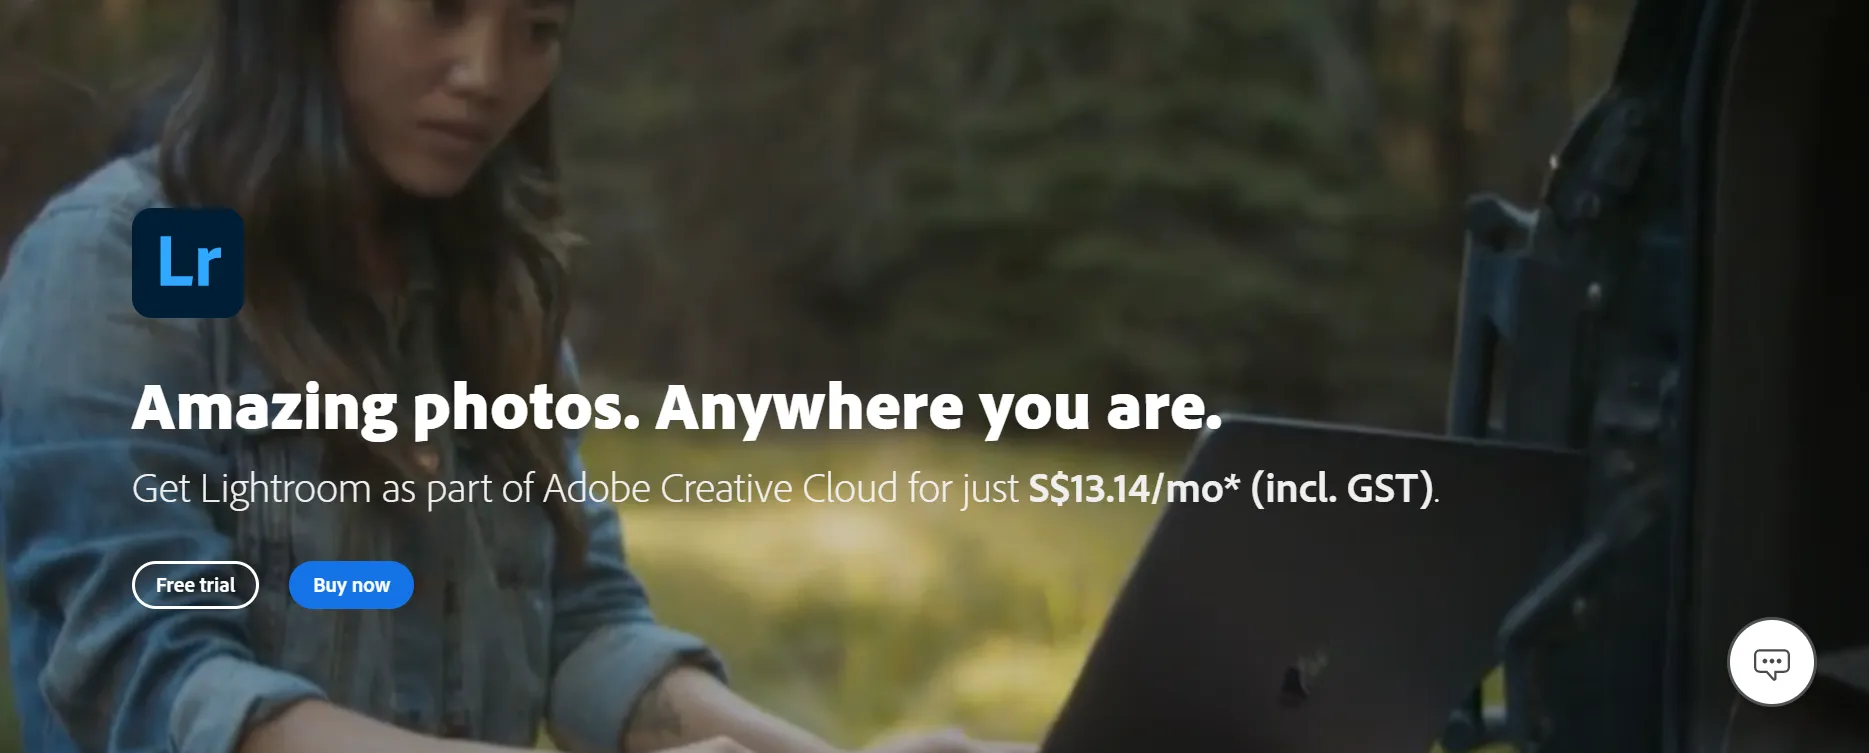 Lr
Amazing photos. Anywhere you are.
Get Lightroom as part of Adobe Creative Cloud for just S$13.14/mo* (incl. GST).
Free trial
Buy now